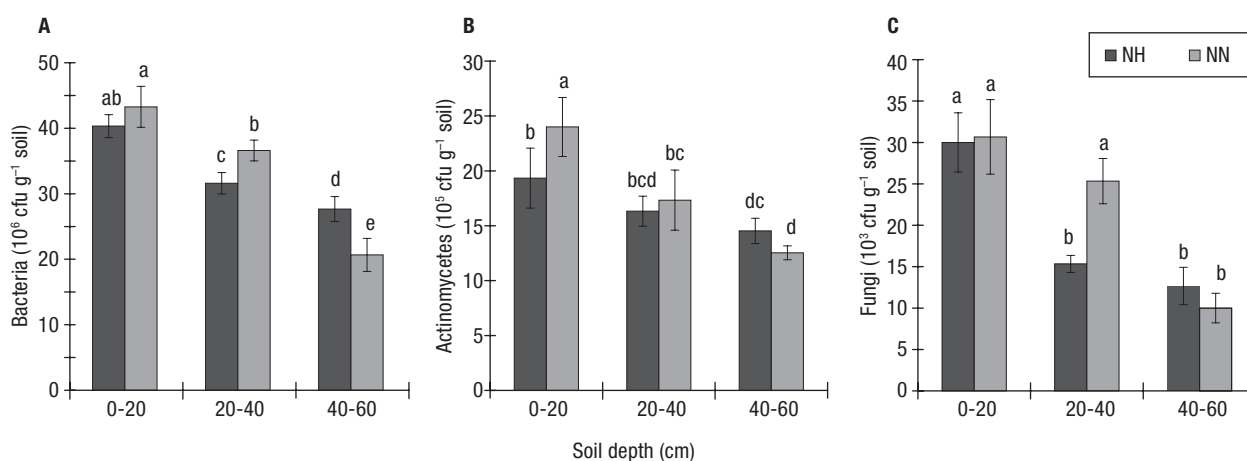 A
Bacteria (10⁶ cfu g⁻¹ soil)
50
40
30
20
10
0
ab
a
c
b
d
e
0-20
20-40
40-60
B
Actinomycetes (10⁵ cfu g⁻¹ soil)
30
25
20
15
10
5
0
b
a
bcd
bc
dc
d
0-20
20-40
40-60
C
Fungi (10³ cfu g⁻¹ soil)
40
35
30
25
20
15
10
5
0
a
a
b
a
b
b
0-20
20-40
40-60
NH
NN
Soil depth (cm)